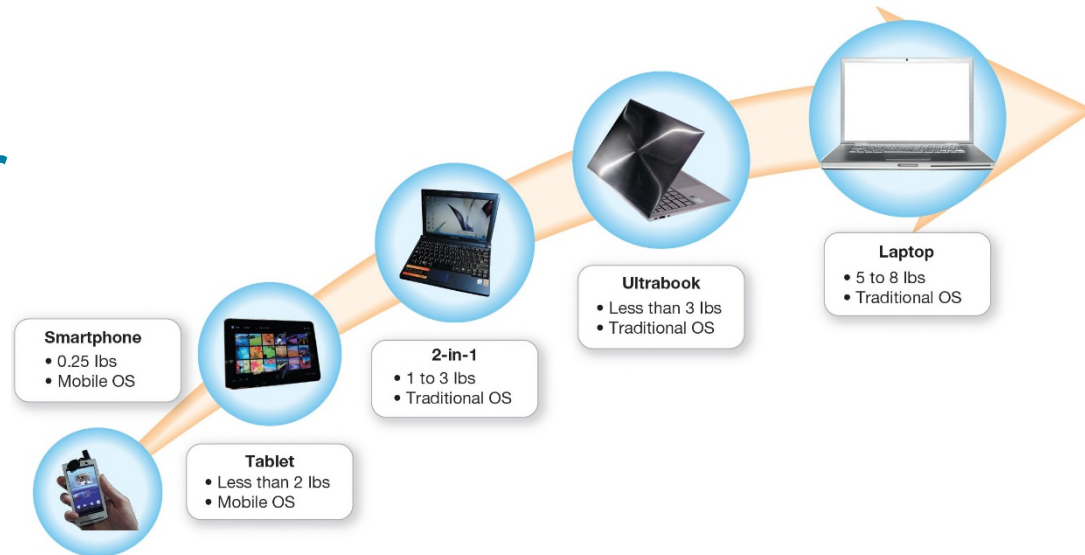 Smartphone
• 0.25 lbs
• Mobile OS
Tablet
• Less than 2 lbs
• Mobile OS
2-in-1
• 1 to 3 lbs
• Traditional OS
Ultrabook
• Less than 3 lbs
• Traditional OS
Laptop
• 5 to 8 lbs
• Traditional OS